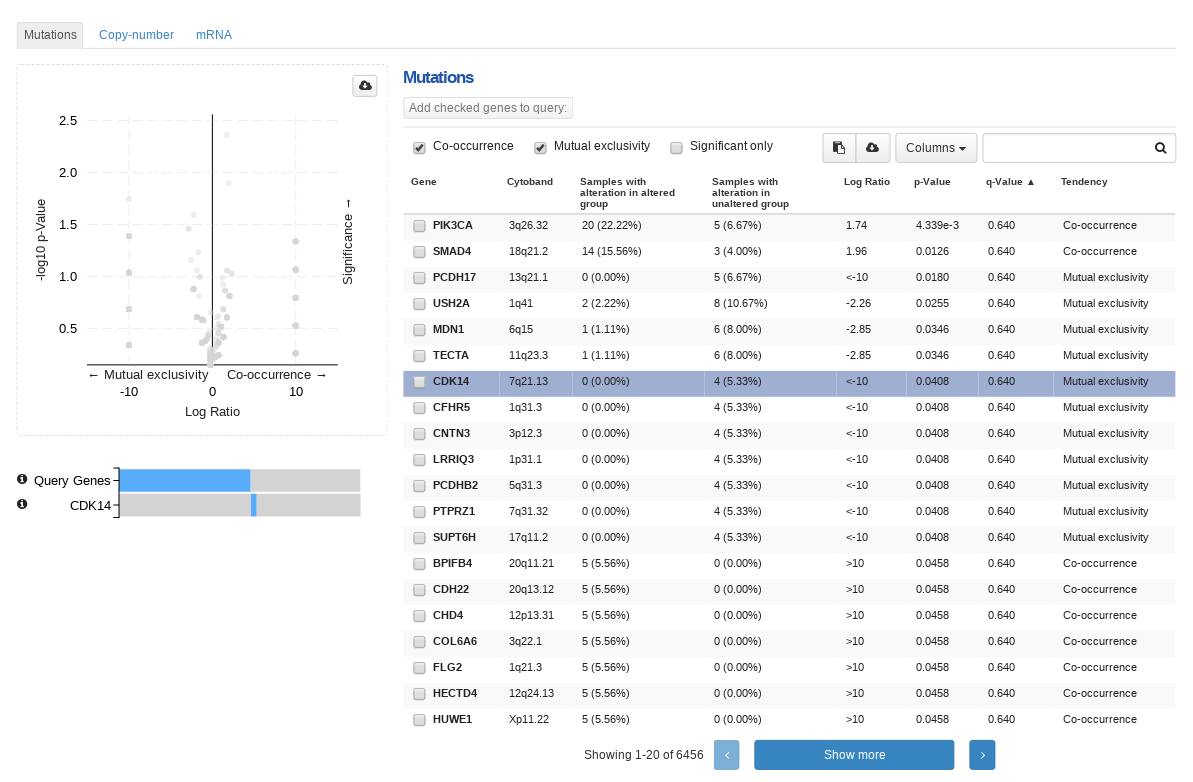 Mutations Copy-number mRNA
2.5
2.0
1.5
1.0
0.5
-log10 p-Value
Significance →
← Mutual exclusivity Co-occurrence →
-10 0 10
Log Ratio
Query Genes
CDK14
Mutations
Add checked genes to query:
Co-occurrence Mutual exclusivity Significant only Columns
Gene Cytoband Samples with alteration in altered group Samples with alteration in unaltered group Log Ratio p-Value q-Value ▲ Tendency
PIK3CA 3q26.32 20 (22.22%) 5 (6.67%) 1.74 4.339e-3 0.640 Co-occurrence
SMAD4 18q21.2 14 (15.56%) 3 (4.00%) 1.96 0.0126 0.640 Co-occurrence
PCDH17 13q21.1 0 (0.00%) 5 (6.67%) <-10 0.0180 0.640 Mutual exclusivity
USH2A 1q41 2 (2.22%) 8 (10.67%) -2.26 0.0255 0.640 Mutual exclusivity
MDN1 6q15 1 (1.11%) 6 (8.00%) -2.85 0.0346 0.640 Mutual exclusivity
TECTA 11q23.3 1 (1.11%) 6 (8.00%) -2.85 0.0346 0.640 Mutual exclusivity
CDK14 7q21.13 0 (0.00%) 4 (5.33%) <-10 0.0408 0.640 Mutual exclusivity
CFHR5 1q31.3 0 (0.00%) 4 (5.33%) <-10 0.0408 0.640 Mutual exclusivity
CNTN3 3p12.3 0 (0.00%) 4 (5.33%) <-10 0.0408 0.640 Mutual exclusivity
LRRIQ3 1p31.1 0 (0.00%) 4 (5.33%) <-10 0.0408 0.640 Mutual exclusivity
PCDHB2 5q31.3 0 (0.00%) 4 (5.33%) <-10 0.0408 0.640 Mutual exclusivity
PTPRZ1 7q31.32 0 (0.00%) 4 (5.33%) <-10 0.0408 0.640 Mutual exclusivity
SUPT6H 17q11.2 0 (0.00%) 4 (5.33%) <-10 0.0408 0.640 Mutual exclusivity
BPIFB4 20q11.21 5 (5.56%) 0 (0.00%) >10 0.0458 0.640 Co-occurrence
CDH22 20q13.12 5 (5.56%) 0 (0.00%) >10 0.0458 0.640 Co-occurrence
CHD4 12p13.31 5 (5.56%) 0 (0.00%) >10 0.0458 0.640 Co-occurrence
COL6A6 3q22.1 5 (5.56%) 0 (0.00%) >10 0.0458 0.640 Co-occurrence
FLG2 1q21.3 5 (5.56%) 0 (0.00%) >10 0.0458 0.640 Co-occurrence
HECTD4 12q24.13 5 (5.56%) 0 (0.00%) >10 0.0458 0.640 Co-occurrence
HUWE1 Xp11.22 5 (5.56%) 0 (0.00%) >10 0.0458 0.640 Co-occurrence
Showing 1-20 of 6456 ‹ Show more ›